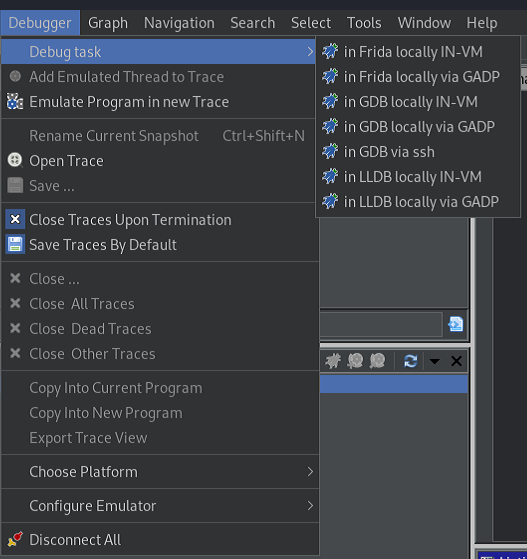 Debugger Graph Navigation Search Select Tools Window Help
Debug task
in Frida locally IN-VM
in Frida locally via GADP
in GDB locally IN-VM
in GDB locally via GADP
in GDB via ssh
in LLDB locally IN-VM
in LLDB locally via GADP
Add Emulated Thread to Trace
Emulate Program in new Trace
Rename Current Snapshot Ctrl+Shift+N
Open Trace
Save ...
Close Traces Upon Termination
Save Traces By Default
Close ...
Close All Traces
Close Dead Traces
Close Other Traces
Copy Into Current Program
Copy Into New Program
Export Trace View
Choose Platform
Configure Emulator
Disconnect All